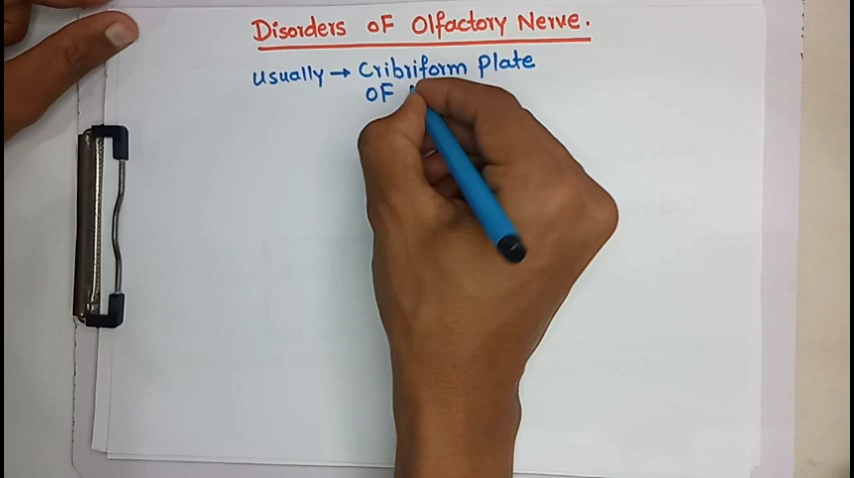 Disorders of Olfactory Nerve.
usually → Cribriform plate
OF